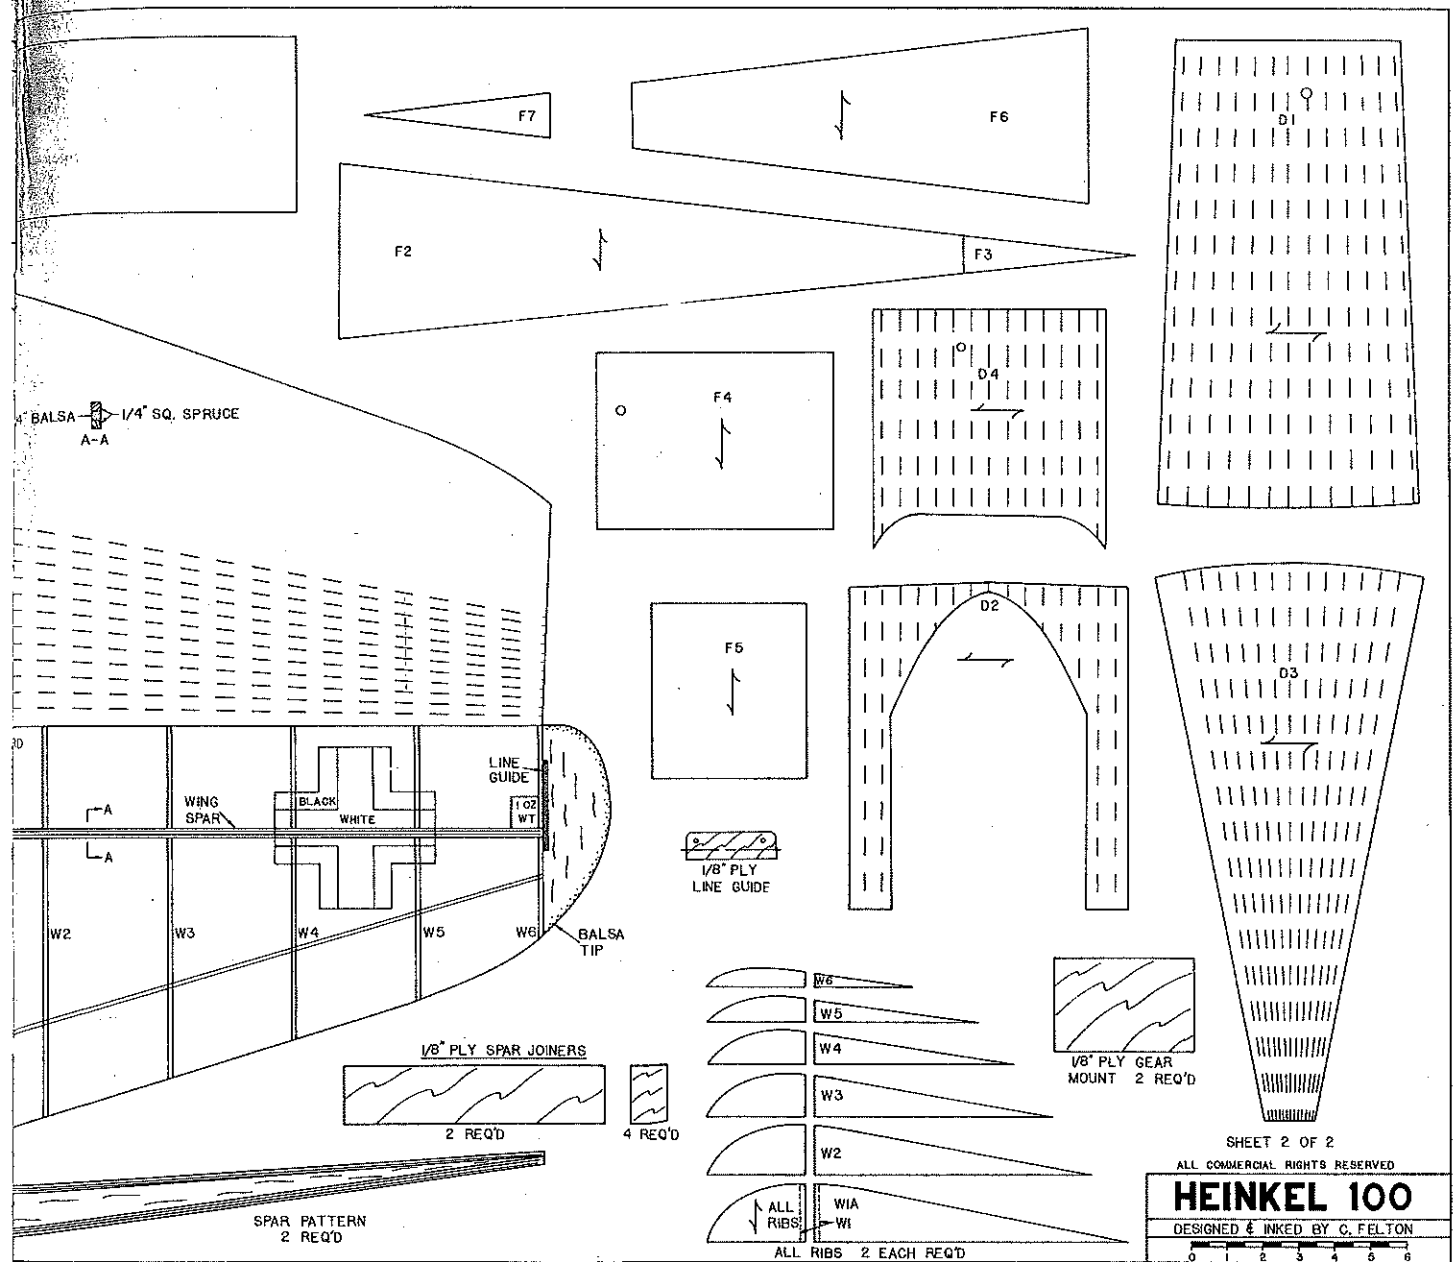 F7
F6
D1
F2
F3
D4
F4
4" BALSA
1/4" SQ. SPRUCE
A-A
D2
F5
D3
RD
LINE
GUIDE
WING
SPAR
A
A
BLACK
WHITE
1 OZ
WT
1/8" PLY
LINE GUIDE
W2
W3
W4
W5
W6
BALSA
TIP
W6
W5
W4
W3
W2
W1A
W1
ALL
RIBS
ALL RIBS 2 EACH REQ'D
1/8" PLY SPAR JOINERS
2 REQ'D
4 REQ'D
1/8" PLY GEAR
MOUNT 2 REQ'D
SPAR PATTERN
2 REQ'D
SHEET 2 OF 2
ALL COMMERCIAL RIGHTS RESERVED
HEINKEL 100
DESIGNED & INKED BY C. FELTON
0 1 2 3 4 5 6